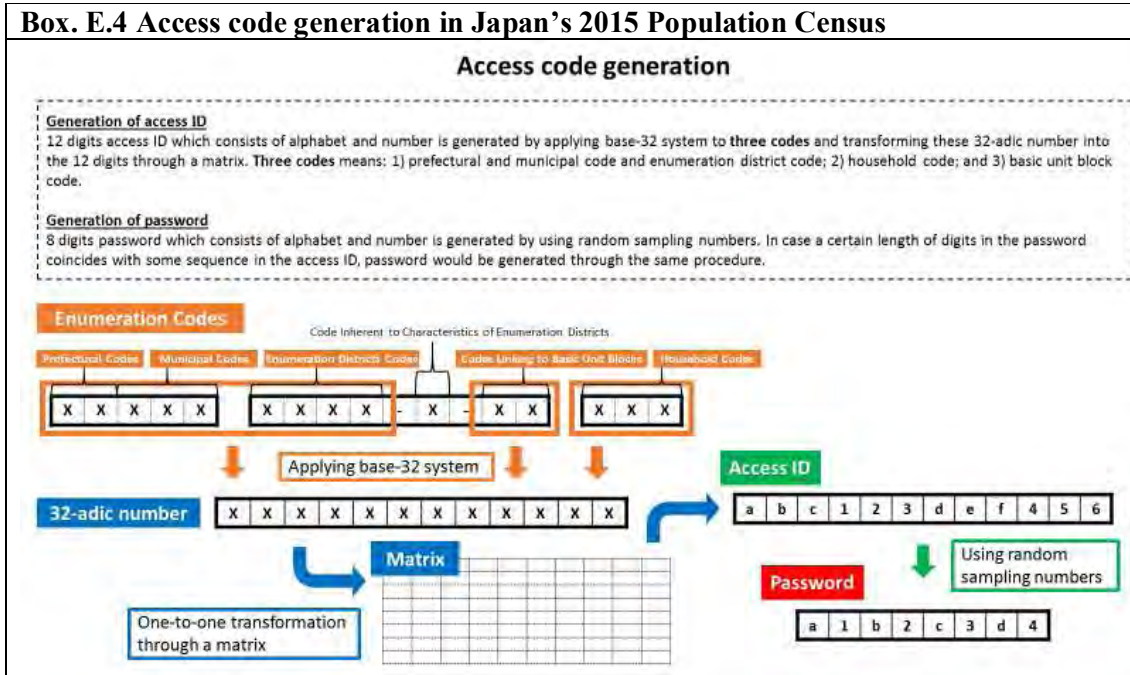 Box. E.4 Access code generation in Japan's 2015 Population Census
Access code generation
Generation of access ID
12 digits access ID which consists of alphabet and number is generated by applying base-32 system to three codes and transforming these 32-adic number into
the 12 digits through a matrix. Three codes means: 1) prefectural and municipal code and enumeration district code; 2) household code; and 3) basic unit block
code.
Generation of password
8 digits password which consists of alphabet and number is generated by using random sampling numbers. In case a certain length of digits in the password
coincides with some sequence in the access ID, password would be generated through the same procedure.
Enumeration Codes
Code Inherent to Characteristics of Enumeration Districts
Prefectural Codes Municipal Codes Enumeration Districts Codes Codes Linking to Basic Unit Blocks Household Codes
X X X X X X X X X - X - X X X X X
Applying base-32 system
Access ID
32-adic number X X X X X X X X X X X X
a b c 1 2 3 d e f 4 5 6
Matrix
Using random
sampling numbers
Password
One-to-one transformation
through a matrix
a 1 b 2 c 3 d 4